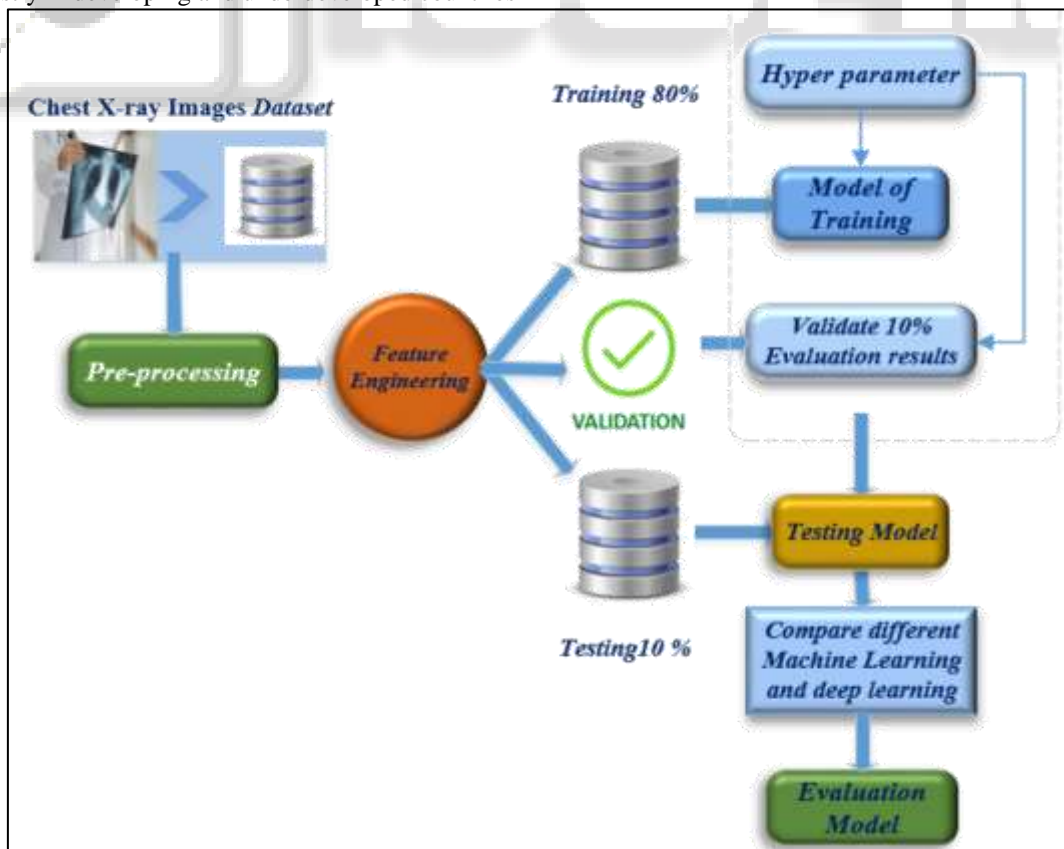 Chest X-ray Images Dataset
Training 80%
Hyper parameter
Model of
Training
Pre-processing
Feature
Engineering
VALIDATION
Validate 10%
Evaluation results
Testing Model
Testing10 %
Compare different
Machine Learning
and deep learning
Evaluation
Model